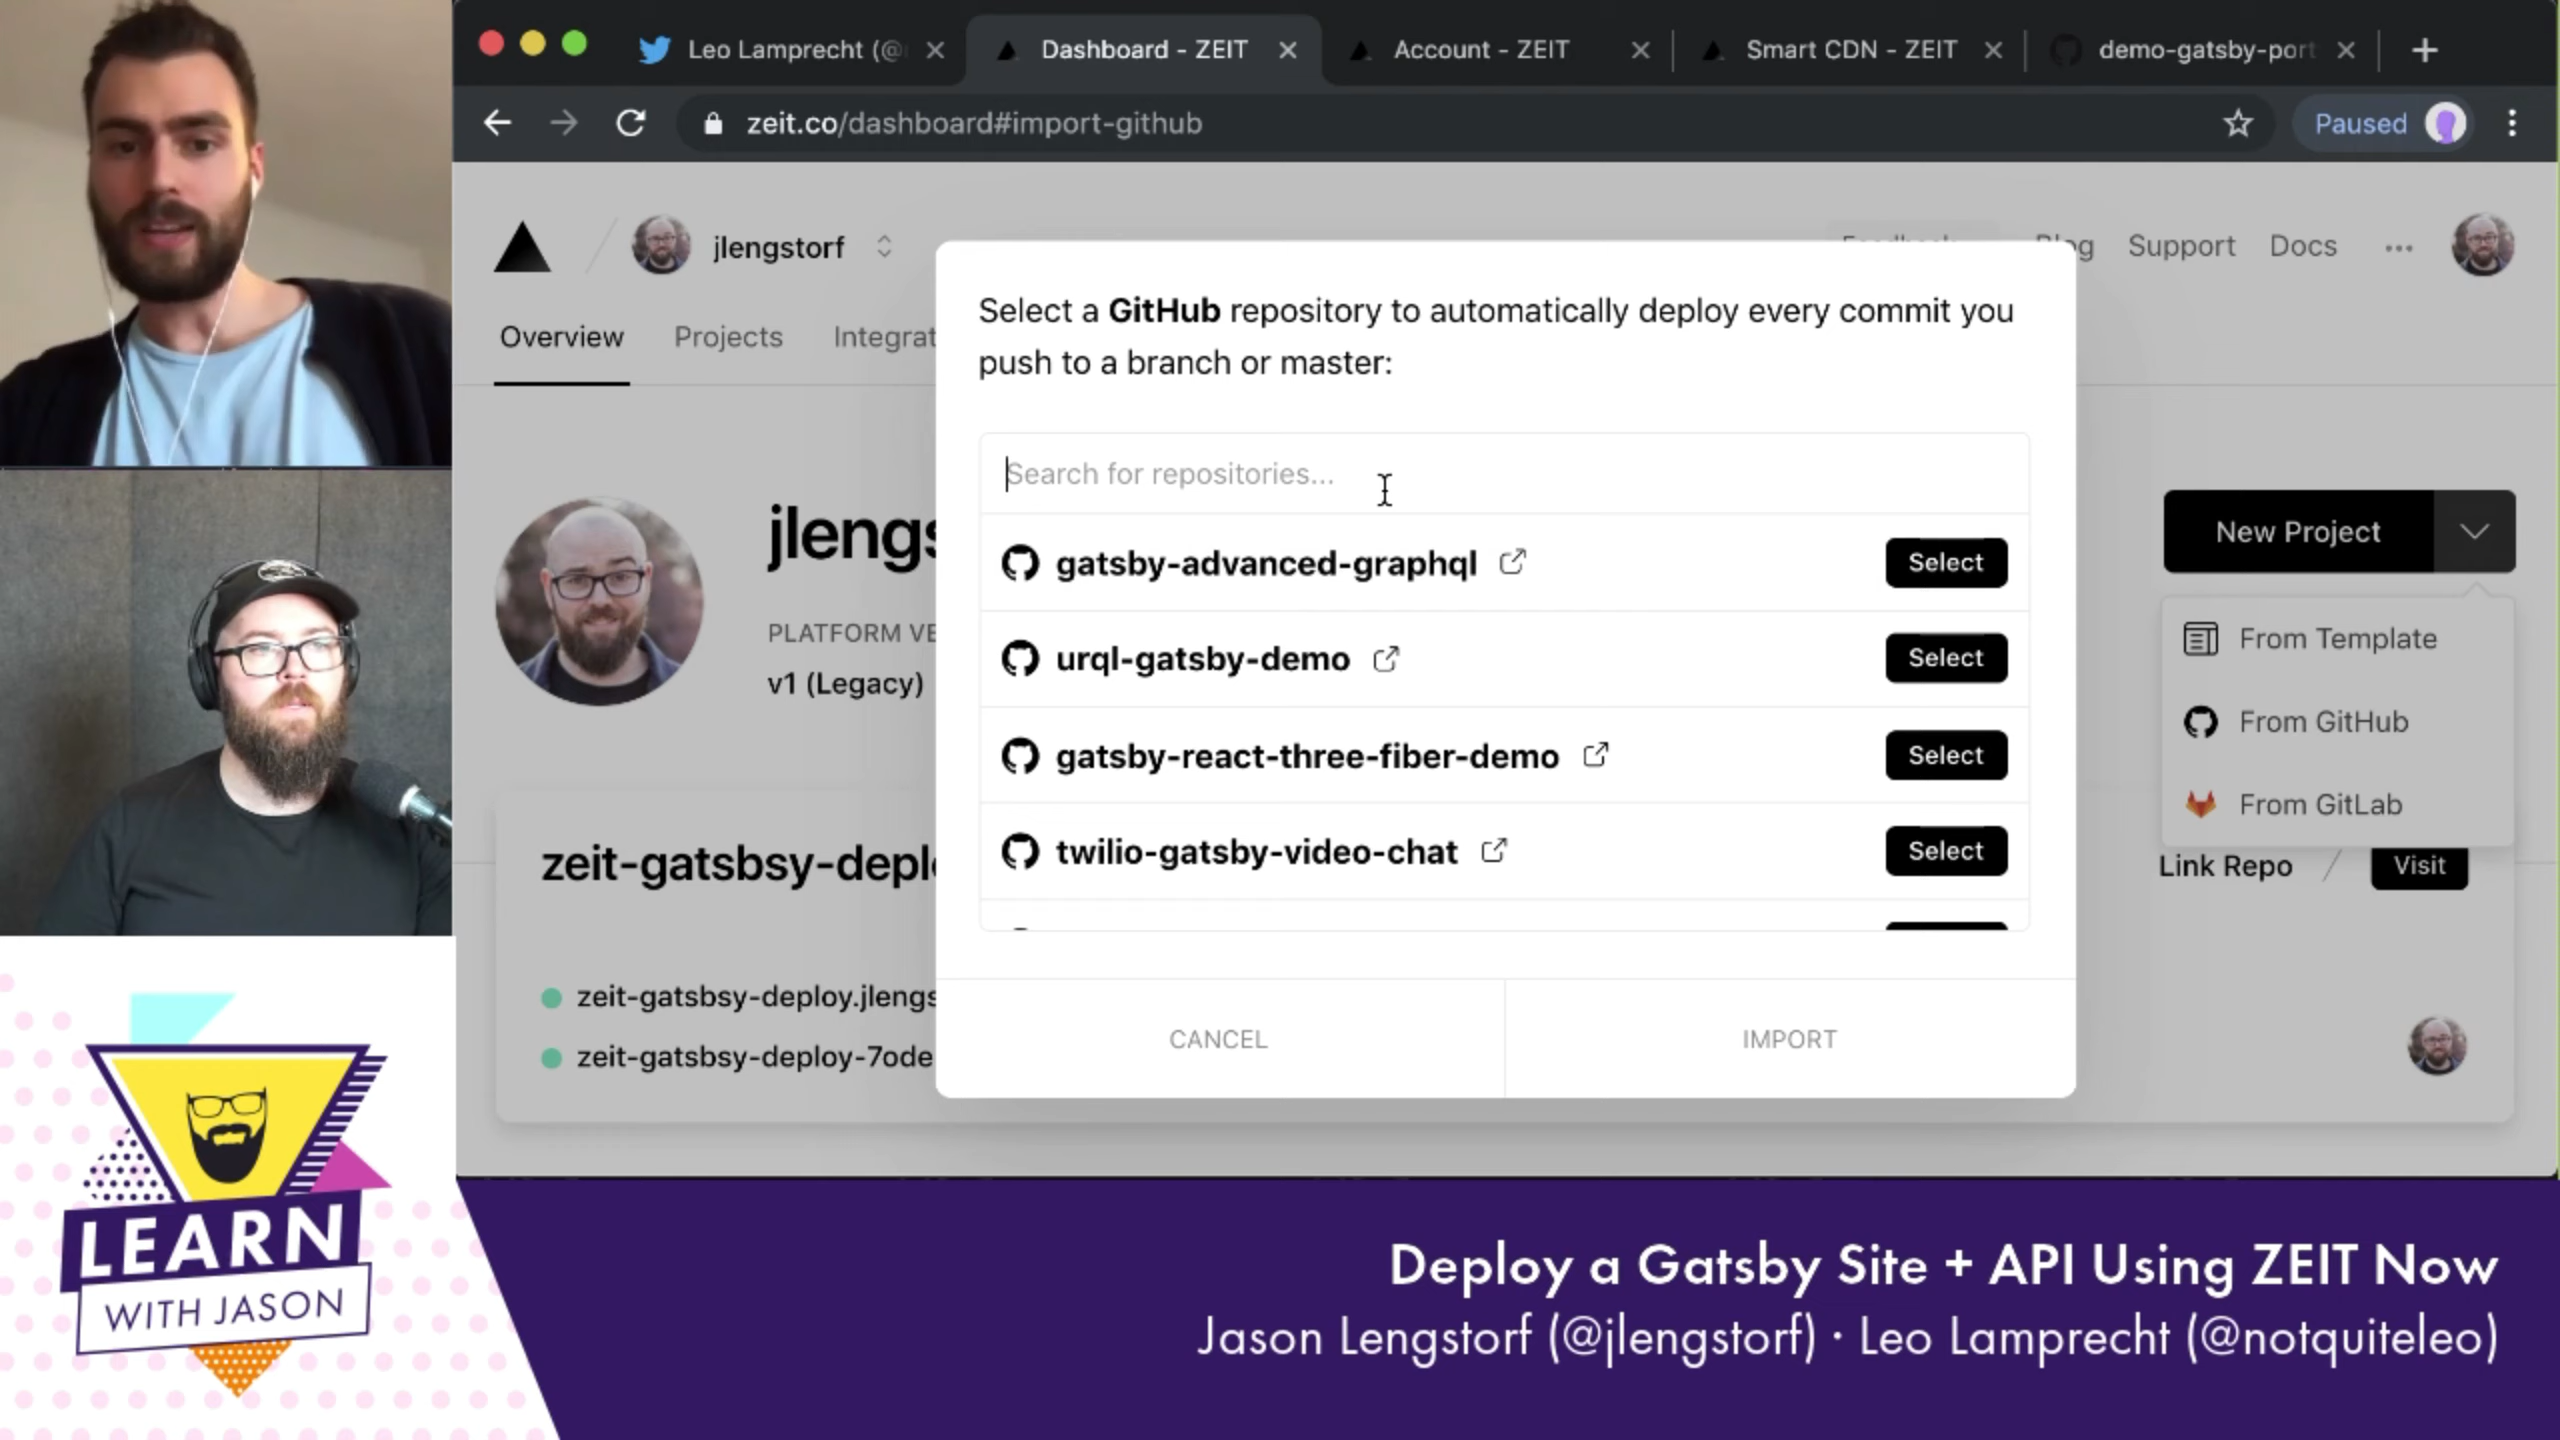 Leo Lamprecht (@
Dashboard - ZEIT
Account - ZEIT
Smart CDN - ZEIT
demo-gatsby-port
zeit.co/dashboard#import-github
Paused
jlengstorf
Blog
Support
Docs
Overview
Projects
Integrat
Select a GitHub repository to automatically deploy every commit you
push to a branch or master:
Search for repositories...
gatsby-advanced-graphql
Select
urql-gatsby-demo
Select
gatsby-react-three-fiber-demo
Select
twilio-gatsby-video-chat
Select
CANCEL
IMPORT
jlengs
PLATFORM VE
v1 (Legacy)
New Project
From Template
From GitHub
From GitLab
zeit-gatsbsy-depl
Link Repo
/
Visit
zeit-gatsbsy-deploy.jlengs
zeit-gatsbsy-deploy-7ode
LEARN
WITH JASON
Deploy a Gatsby Site + API Using ZEIT Now
Jason Lengstorf (@jlengstorf) · Leo Lamprecht (@notquiteleo)